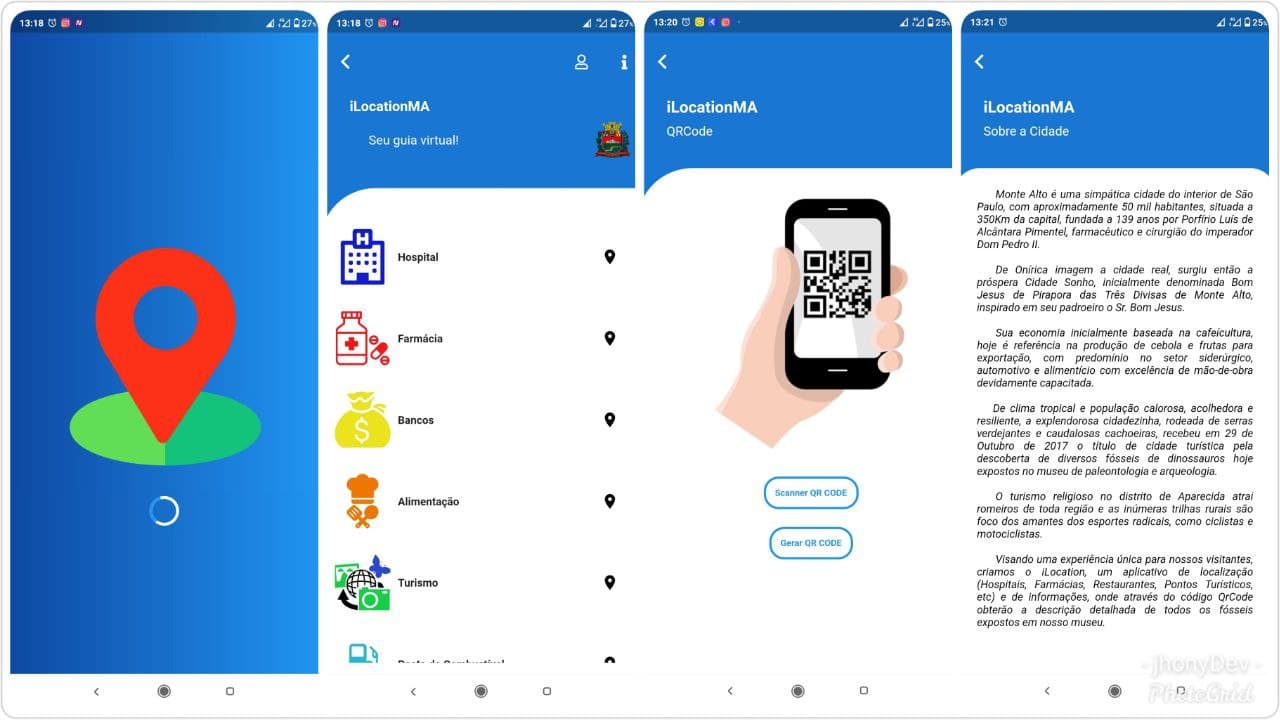 13:18
27%
13:18
27%
iLocationMA
Seu guia virtual!
Hospital
Farmácia
Bancos
Alimentação
Turismo
13:20
25%
iLocationMA
QRCode
Scanner QR CODE
Gerar QR CODE
13:21
25%
iLocationMA
Sobre a Cidade
Monte Alto é uma simpática cidade do interior de São
Paulo, com aproximadamente 50 mil habitantes, situada a
350Km da capital, fundada a 139 anos por Porfírio Luís de
Alcântara Pimentel, farmacêutico e cirurgião do imperador
Dom Pedro II.
De Onírica imagem a cidade real, surgiu então a
próspera Cidade Sonho, inicialmente denominada Bom
Jesus de Pirapora das Três Divisas de Monte Alto,
inspirado em seu padroeiro o Sr. Bom Jesus.
Sua economia inicialmente baseada na cafeicultura,
hoje é referência na produção de cebola e frutas para
exportação, com predomínio no setor siderúrgico,
automotivo e alimentício com excelência de mão-de-obra
devidamente capacitada.
De clima tropical e população calorosa, acolhedora e
resiliente, a explendorosa cidadezinha, rodeada de serras
verdejantes e caudalosas cachoeiras, recebeu em 29 de
Outubro de 2017 o título de cidade turística pela
descoberta de diversos fósseis de dinossauros hoje
expostos no museu de paleontologia e arqueologia.
O turismo religioso no distrito de Aparecida atrai
romeiros de toda região e as inúmeras trilhas rurais são
foco dos amantes dos esportes radicais, como ciclistas e
motociclistas.
Visando uma experiência única para nossos visitantes,
criamos o iLocation, um aplicativo de localização
(Hospitais, Farmácias, Restaurantes, Pontos Turísticos,
etc) e de Informações, onde através do código QrCode
obterão a descrição detalhada de todos os fósseis
expostos em nosso museu.
- jhonyDev -
PhotoGrid